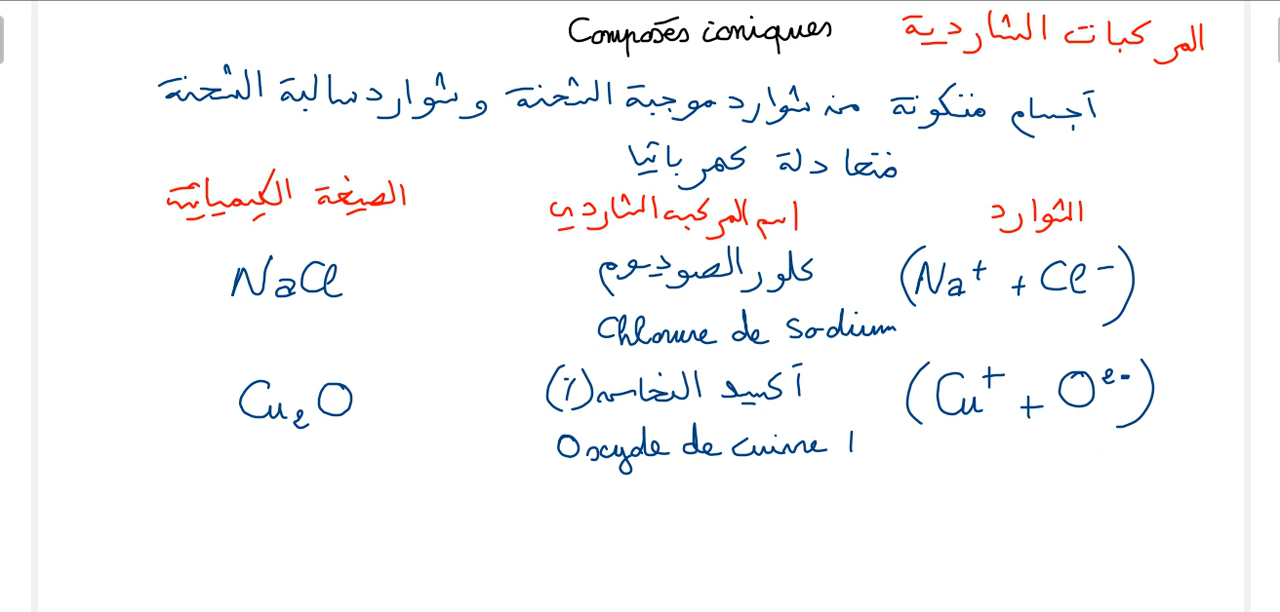 المركبات الشاردية Composés ioniques
أجسام متكونة من شوارد موجبة الشحنة وشوارد سالبة الشحنة
متعادلة كهربائيا
الشوارد اسم المركب الشاردي الصيغة الكيميائية
(Na⁺ + Cl⁻) كلور الصوديوم NaCl
Chlorure de Sodium
(Cu⁺ + O²⁻) أكسيد النحاس (I) Cu₂O
Oxyde de cuivre I